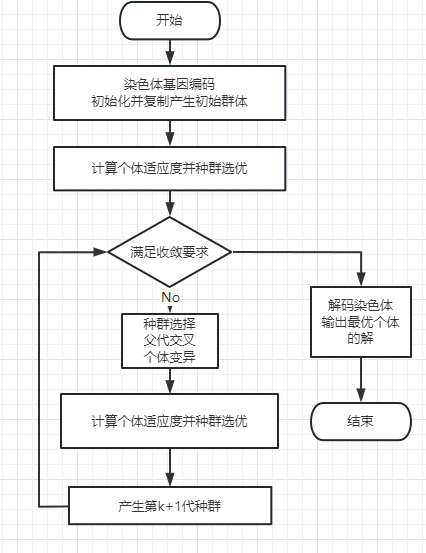 开始
染色体基因编码
初始化并复制产生初始群体
计算个体适应度并种群选优
满足收敛要求
No
种群选择
父代交叉
个体变异
计算个体适应度并种群选优
产生第k+1代种群
解码染色体
输出最优个体
的解
结束